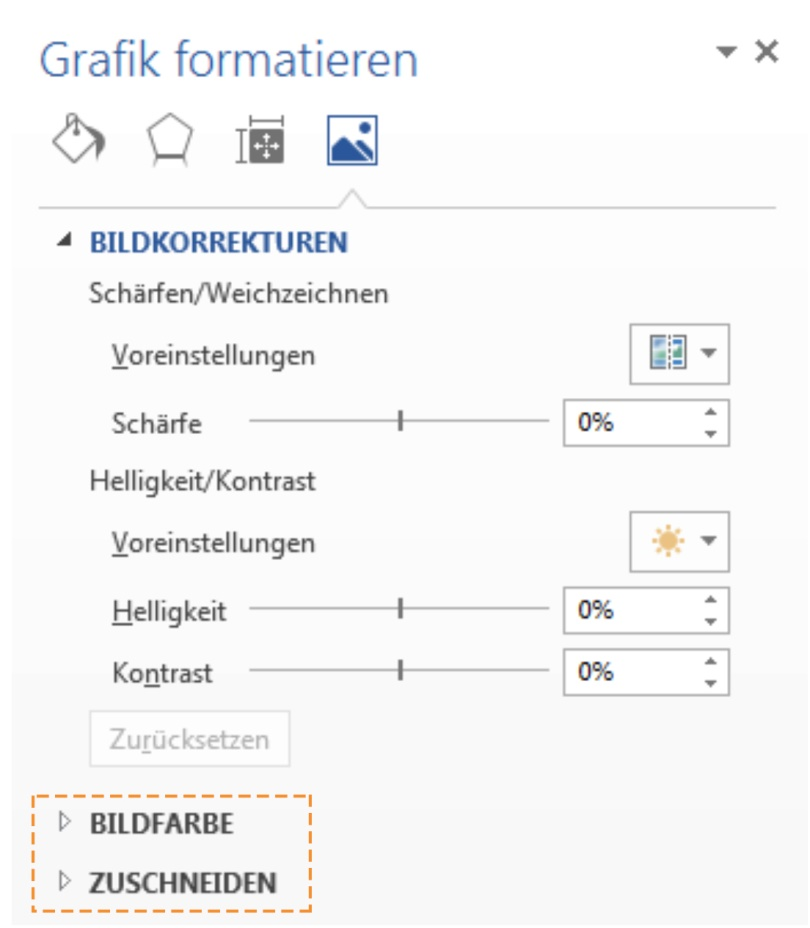 Grafik formatieren
BILDKORREKTUREN
Schärfen/Weichzeichnen
Voreinstellungen
Schärfe 0%
Helligkeit/Kontrast
Voreinstellungen
Helligkeit 0%
Kontrast 0%
Zurücksetzen
BILDFARBE
ZUSCHNEIDEN